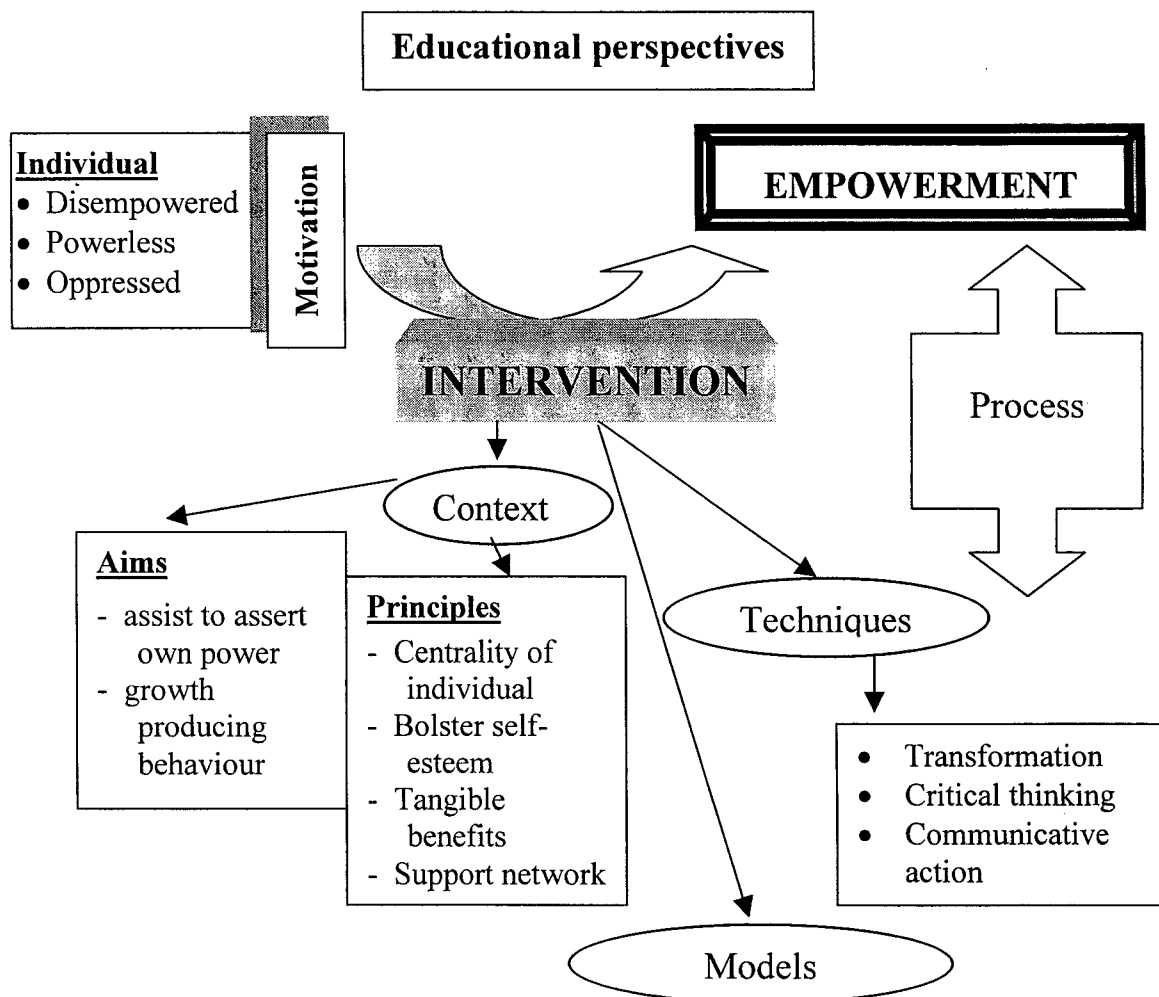 Educational perspectives
Individual
• Disempowered
• Powerless
• Oppressed
Motivation
EMPOWERMENT
INTERVENTION
Process
Context
Aims
- assist to assert
own power
- growth
producing
behaviour
Principles
- Centrality of
individual
- Bolster self-
esteem
- Tangible
benefits
- Support network
Techniques
• Transformation
• Critical thinking
• Communicative
action
Models